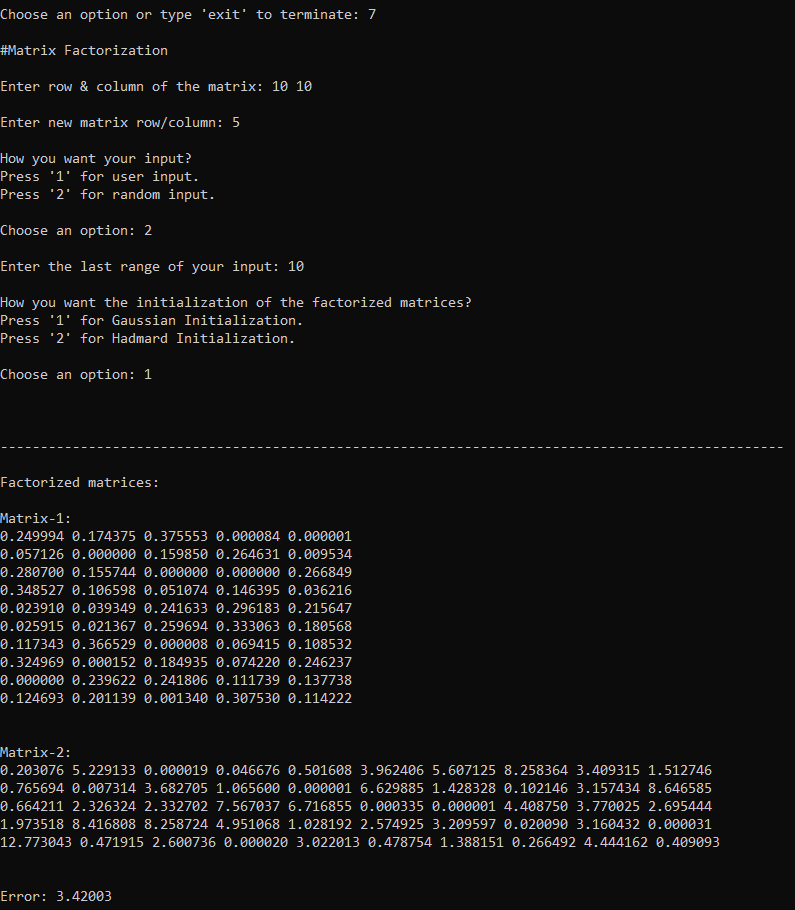 Choose an option or type 'exit' to terminate: 7
#Matrix Factorization
Enter row & column of the matrix: 10 10
Enter new matrix row/column: 5
How you want your input?
Press '1' for user input.
Press '2' for random input.
Choose an option: 2
Enter the last range of your input: 10
How you want the initialization of the factorized matrices?
Press '1' for Gaussian Initialization.
Press '2' for Hadmard Initialization.
Choose an option: 1
--------------------------------------------------------------------------------------------------
Factorized matrices:
Matrix-1:
0.249994 0.174375 0.375553 0.000084 0.000001
0.057126 0.000000 0.159850 0.264631 0.009534
0.280700 0.155744 0.000000 0.000000 0.266849
0.348527 0.106598 0.051074 0.146395 0.036216
0.023910 0.039349 0.241633 0.296183 0.215647
0.025915 0.021367 0.259694 0.333063 0.180568
0.117343 0.366529 0.000008 0.069415 0.108532
0.324969 0.000152 0.184935 0.074220 0.246237
0.000000 0.239622 0.241806 0.111739 0.137738
0.124693 0.201139 0.001340 0.307530 0.114222
Matrix-2:
0.203076 5.229133 0.000019 0.046676 0.501608 3.962406 5.607125 8.258364 3.409315 1.512746
0.765694 0.007314 3.682705 1.065600 0.000001 6.629885 1.428328 0.102146 3.157434 8.646585
0.664211 2.326324 2.332702 7.567037 6.716855 0.000335 0.000001 4.408750 3.770025 2.695444
1.973518 8.416808 8.258724 4.951068 1.028192 2.574925 3.209597 0.020090 3.160432 0.000031
12.773043 0.471915 2.600736 0.000020 3.022013 0.478754 1.388151 0.266492 4.444162 0.409093
Error: 3.42003